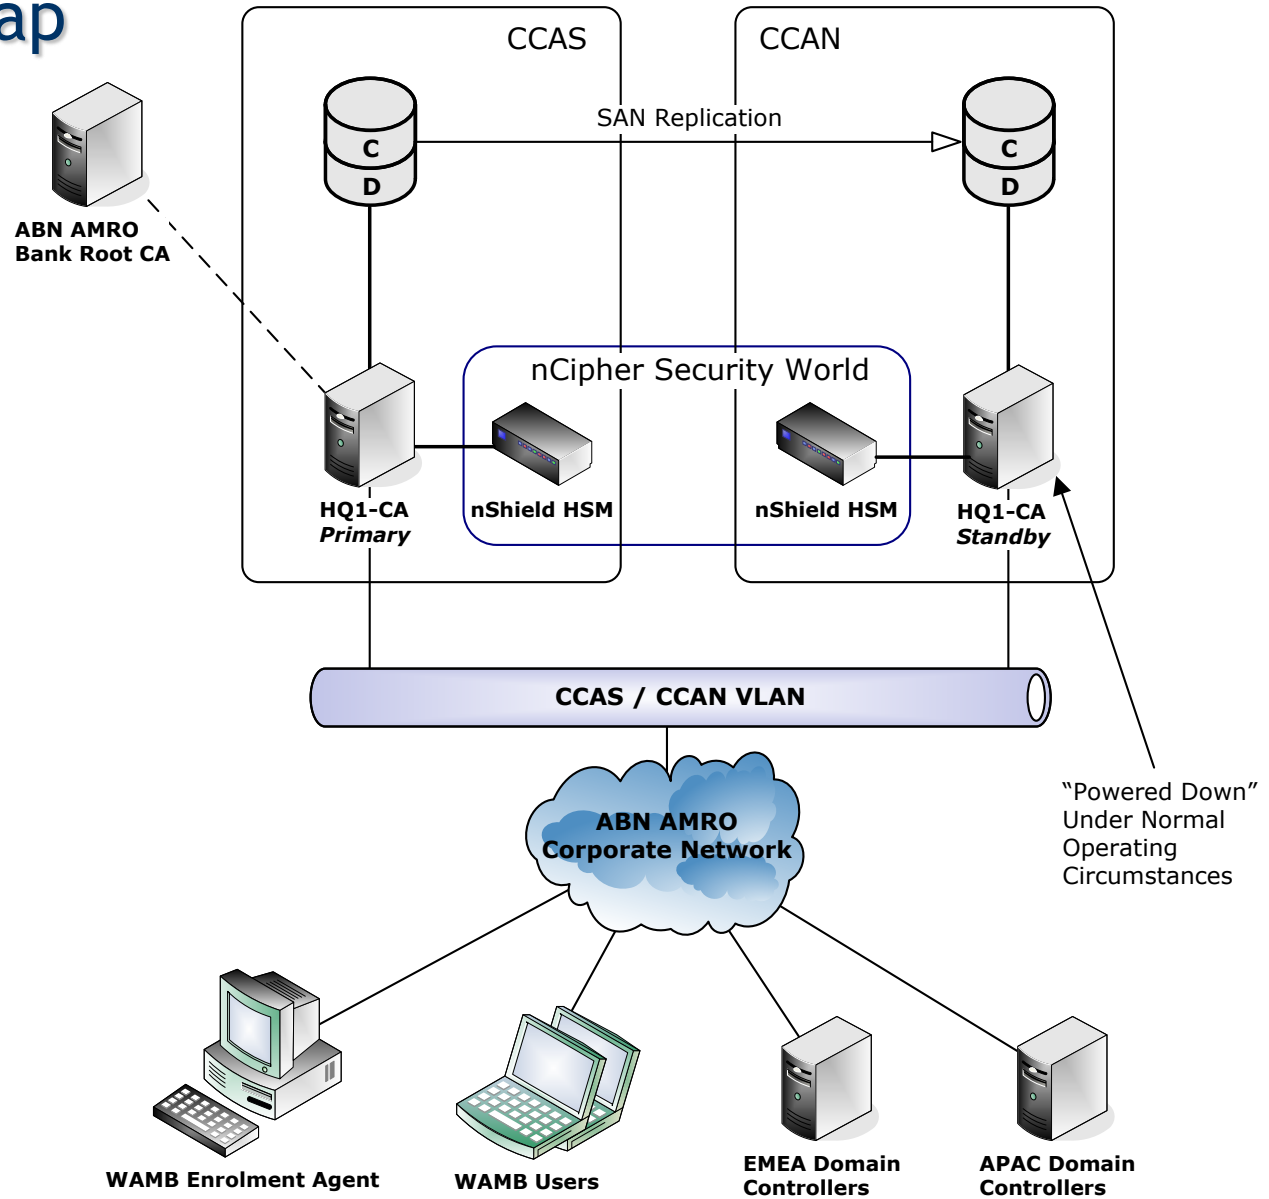 ap
CCAS
CCAN
SAN Replication
C
D
C
D
ABN AMRO
Bank Root CA
nCipher Security World
HQ1-CA
Primary
nShield HSM
nShield HSM
HQ1-CA
Standby
CCAS / CCAN VLAN
ABN AMRO
Corporate Network
“Powered Down”
Under Normal
Operating
Circumstances
WAMB Enrolment Agent
WAMB Users
EMEA Domain
Controllers
APAC Domain
Controllers